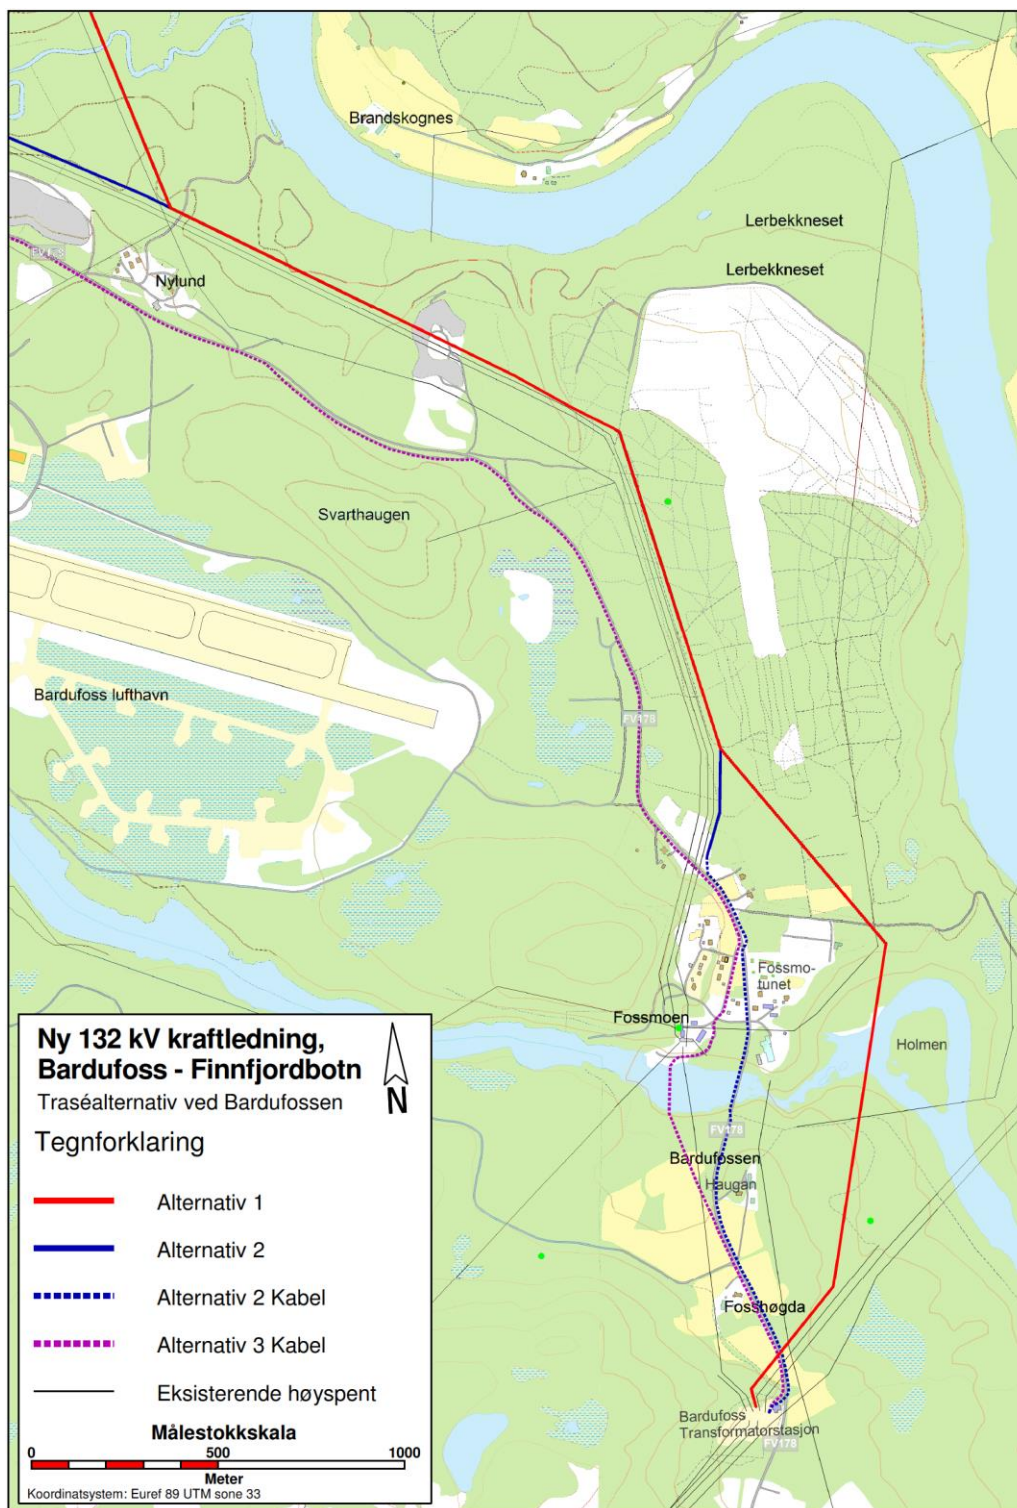 Brandskognes
Lerbekkneset
Lerbekkneset
FV178
Nylund
Svarthaugen
Bardufoss lufthavn
FV178
Fossmo-
tunet
Fossmoen
Holmen
FV178
Bardufossen
Haugan
Fosshøgda
Bardufoss
Transformatorstasjon
FV178
Ny 132 kV kraftledning,
Bardufoss - Finnfjordbotn
Traséalternativ ved Bardufossen
N
Tegnforklaring
Alternativ 1
Alternativ 2
Alternativ 2 Kabel
Alternativ 3 Kabel
Eksisterende høyspent
Målestokkskala
0 500 1000
Meter
Koordinatsystem: Euref 89 UTM sone 33